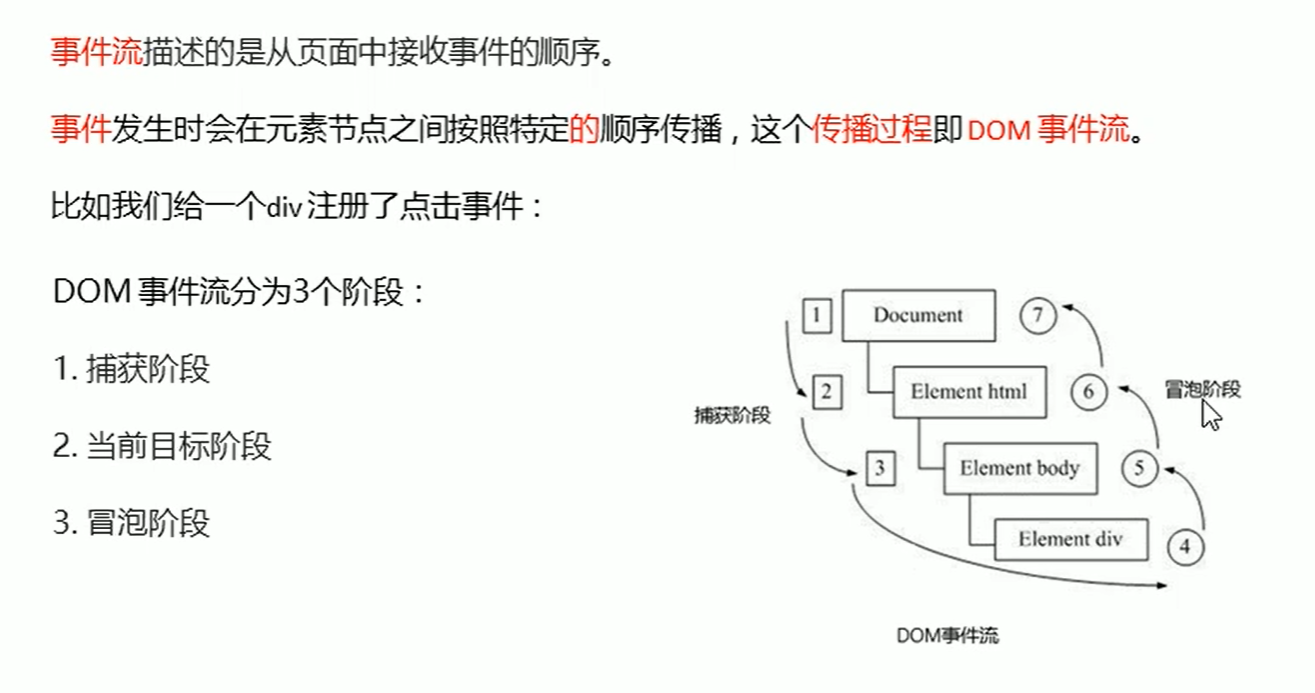 事件流描述的是从页面中接收事件的顺序。
事件发生时会在元素节点之间按照特定的顺序传播，这个传播过程即 DOM 事件流。
比如我们给一个div 注册了点击事件：
DOM 事件流分为3个阶段：
1. 捕获阶段
2. 当前目标阶段
3. 冒泡阶段
1 Document 7
2 Element html 6
捕获阶段
冒泡阶段
3 Element body 5
Element div 4
DOM事件流